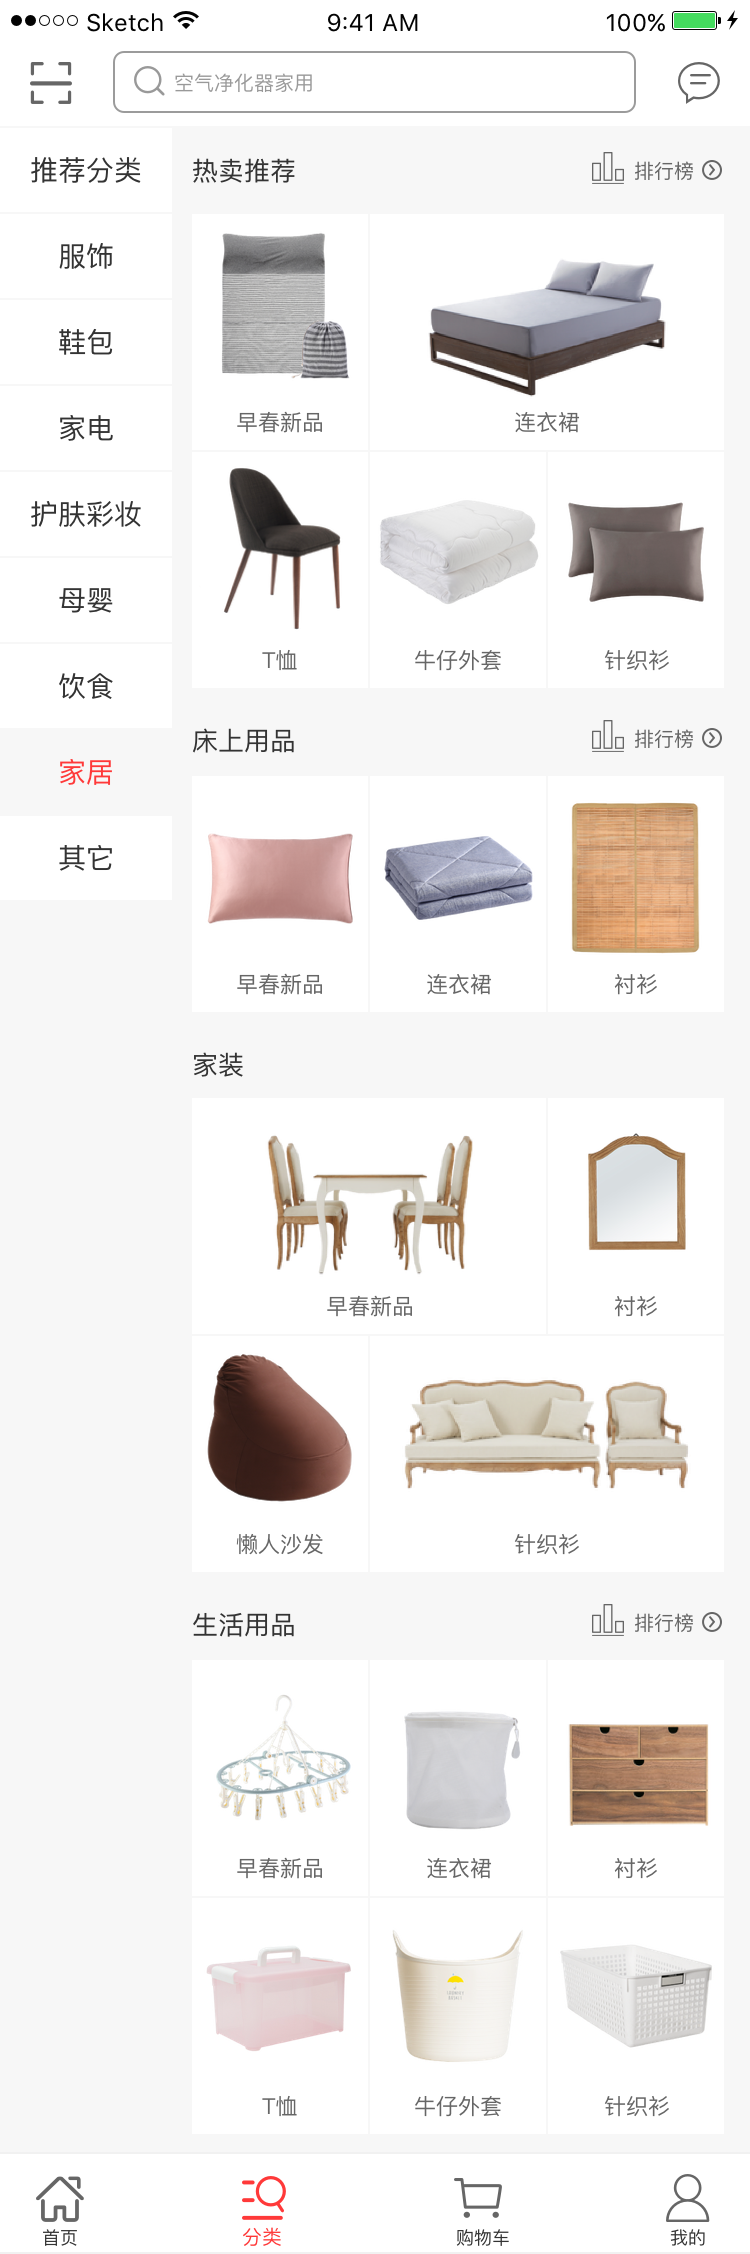 Sketch 9:41 AM 100%
空气净化器家用
推荐分类
服饰
鞋包
家电
护肤彩妆
母婴
饮食
家居
其它
热卖推荐 排行榜
早春新品 连衣裙
T恤 牛仔外套 针织衫
床上用品 排行榜
早春新品 连衣裙 衬衫
家装
早春新品 衬衫
懒人沙发 针织衫
生活用品 排行榜
早春新品 连衣裙 衬衫
T恤 牛仔外套 针织衫
首页 分类 购物车 我的